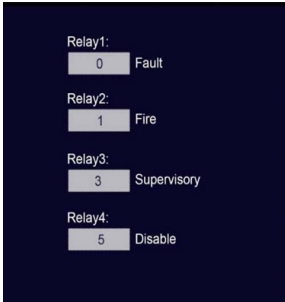 Relay1:
0 Fault
Relay2:
1 Fire
Relay3:
3 Supervisory
Relay4:
5 Disable